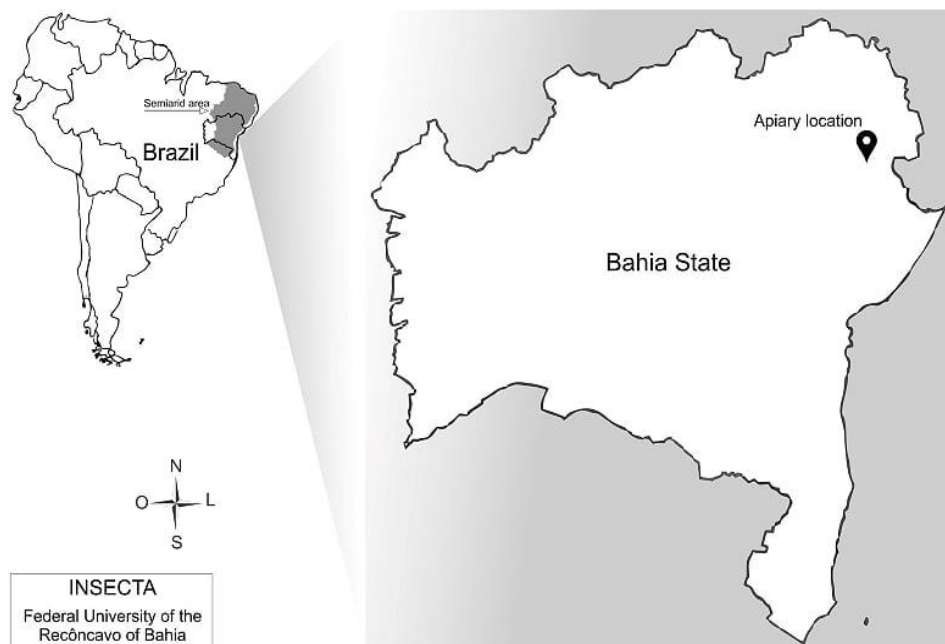 Semiarid area
Brazil
Apiary location
Bahia State
N
O
L
S
INSECTA
Federal University of the
Recôncavo of Bahia